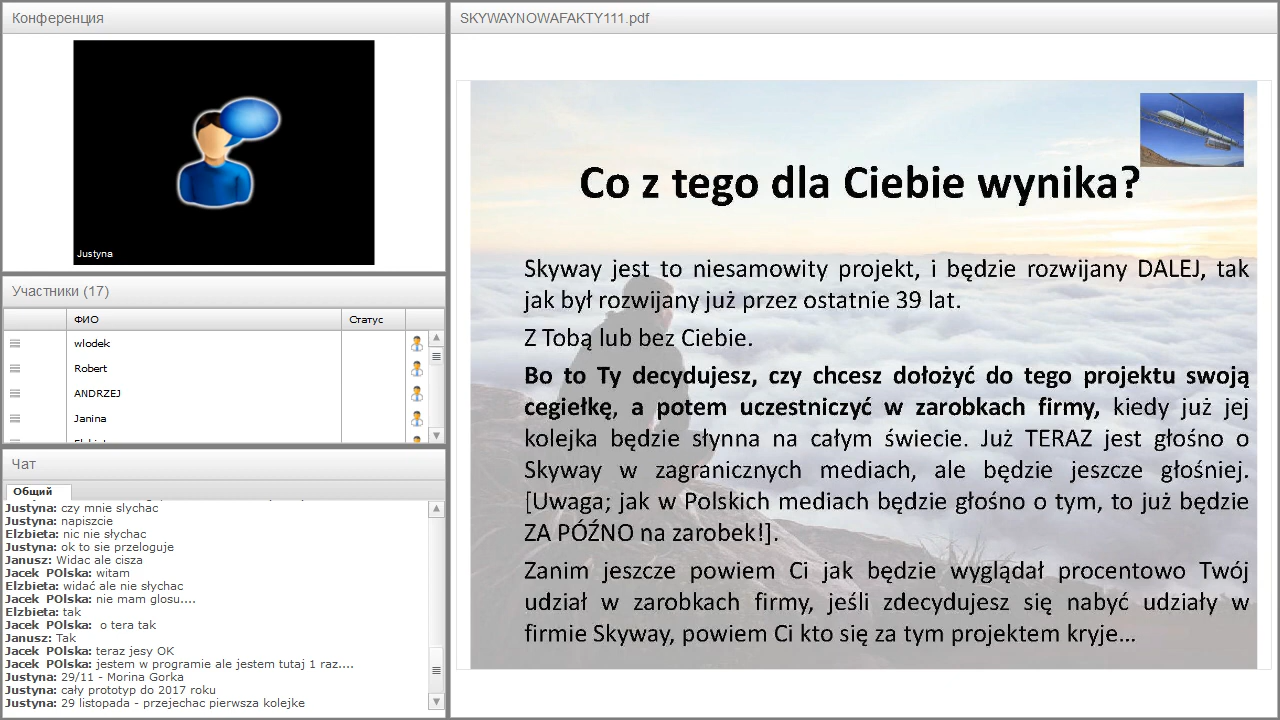 Конференция
Justyna
Участники (17)
ФИО
Статус
wlodek
Robert
ANDRZEJ
Janina
Чат
Общий
Justyna: czy mnie slychac
Justyna: napiszcie
Elzbieta: nic nie słychac
Justyna: ok to sie przeloguje
Janusz: Widac ale cisza
Jacek POlska: witam
Elzbieta: widać ale nie słychac
Jacek POlska: nie mam glosu....
Elzbieta: tak
Jacek POlska: o tera tak
Janusz: Tak
Jacek POlska: teraz jesy OK
Jacek POlska: jestem w programie ale jestem tutaj 1 raz....
Justyna: 29/11 - Morina Gorka
Justyna: cały prototyp do 2017 roku
Justyna: 29 listopada - przejychac pierwsza kolejke
SKYWAYNOWAFAKTY111.pdf
Co z tego dla Ciebie wynika?
Skyway jest to niesamowity projekt, i będzie rozwijany DALEJ, tak
jak był rozwijany już przez ostatnie 39 lat.
Z Tobą lub bez Ciebie.
Bo to Ty decydujesz, czy chcesz dołożyć do tego projektu swoją
cegiełkę, a potem uczestniczyć w zarobkach firmy, kiedy już jej
kolejka będzie słynna na całym świecie. Już TERAZ jest głośno o
Skyway w zagranicznych mediach, ale będzie jeszcze głośniej.
[Uwaga; jak w Polskich mediach będzie głośno o tym, to już będzie
ZA PÓŹNO na zarobek!].
Zanim jeszcze powiem Ci jak będzie wyglądał procentowo Twój
udział w zarobkach firmy, jeśli zdecydujesz się nabyć udziały w
firmie Skyway, powiem Ci kto się za tym projektem kryje...